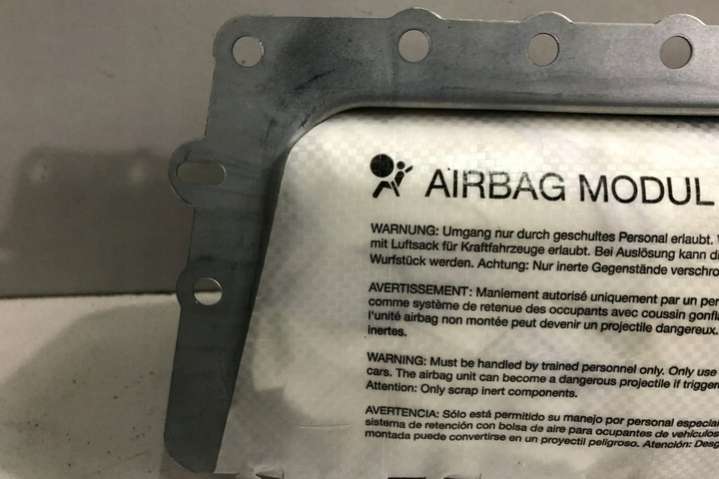 AIRBAG MODUL
WARNUNG: Umgang nur durch geschultes Personal erlaubt.
mit Luftsack für Kraftfahrzeuge erlaubt. Bei Auslösung kann
Wurfstück werden. Achtung: Nur inerte Gegenstände
AVERTISSEMENT: Maniement autorisé uniquement par un
comme système de retenue des occupants avec coussin
l'unité airbag non montée peut devenir un projectile dangereux.
inertes.
WARNING: Must be handled by trained personnel only. Only use
cars. The airbag unit can become a dangerous projectile if
Attention: Only scrap inert components.
AVERTENCIA: Sólo está permitido su manejo por personal
sistema de retención con bolsa de aire para ocupantes de vehículos
montada puede convertirse en un proyectil peligroso. Atención: